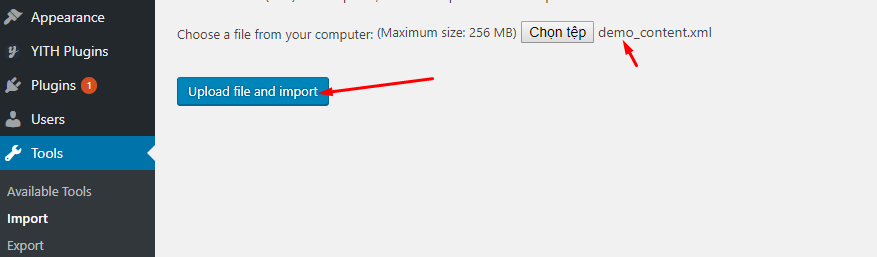 Appearance
YITH Plugins
Plugins 1
Users
Tools
Available Tools
Import
Export
Choose a file from your computer: (Maximum size: 256 MB) Chọn tệp demo_content.xml
Upload file and import